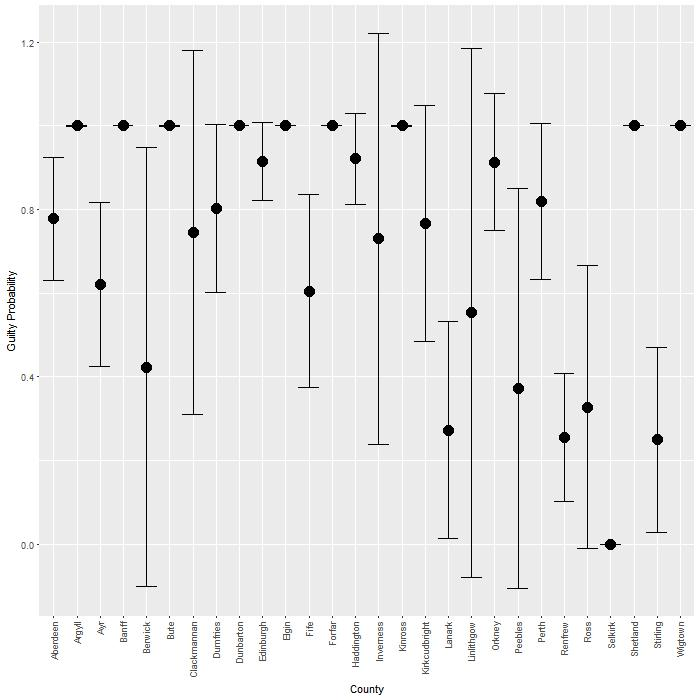 Guilty Probability
1.2
0.8
0.4
0.0
Aberdeen
Argyll
Ayr
Banff
Berwick
Bute
Clackmannan
Dumfries
Dunbarton
Edinburgh
Elgin
Fife
Forfar
Haddington
Inverness
Kinross
Kirkcudbright
Lanark
Linlithgow
Orkney
Peebles
Perth
Renfrew
Ross
Selkirk
Shetland
Stirling
Wigtown
County